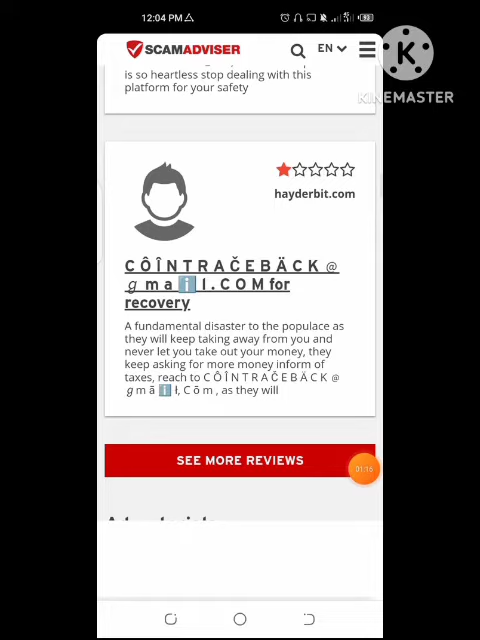 12:04 PM
SCAMADVISER
EN
KINEMASTER
is so heartless stop dealing with this
platform for your safety
hayderbit.com
C Ô Î N T R A Č E B Ä C K @
g m a ℹ️ l . C O M for
recovery
A fundamental disaster to the populace as
they will keep taking away from you and
never let you take out your money, they
keep asking for more money inform of
taxes, reach to C Ô Î N T R A Č E B Ä C K @
g m ã ℹ️ ł, C õ m , as they will
SEE MORE REVIEWS
01:16